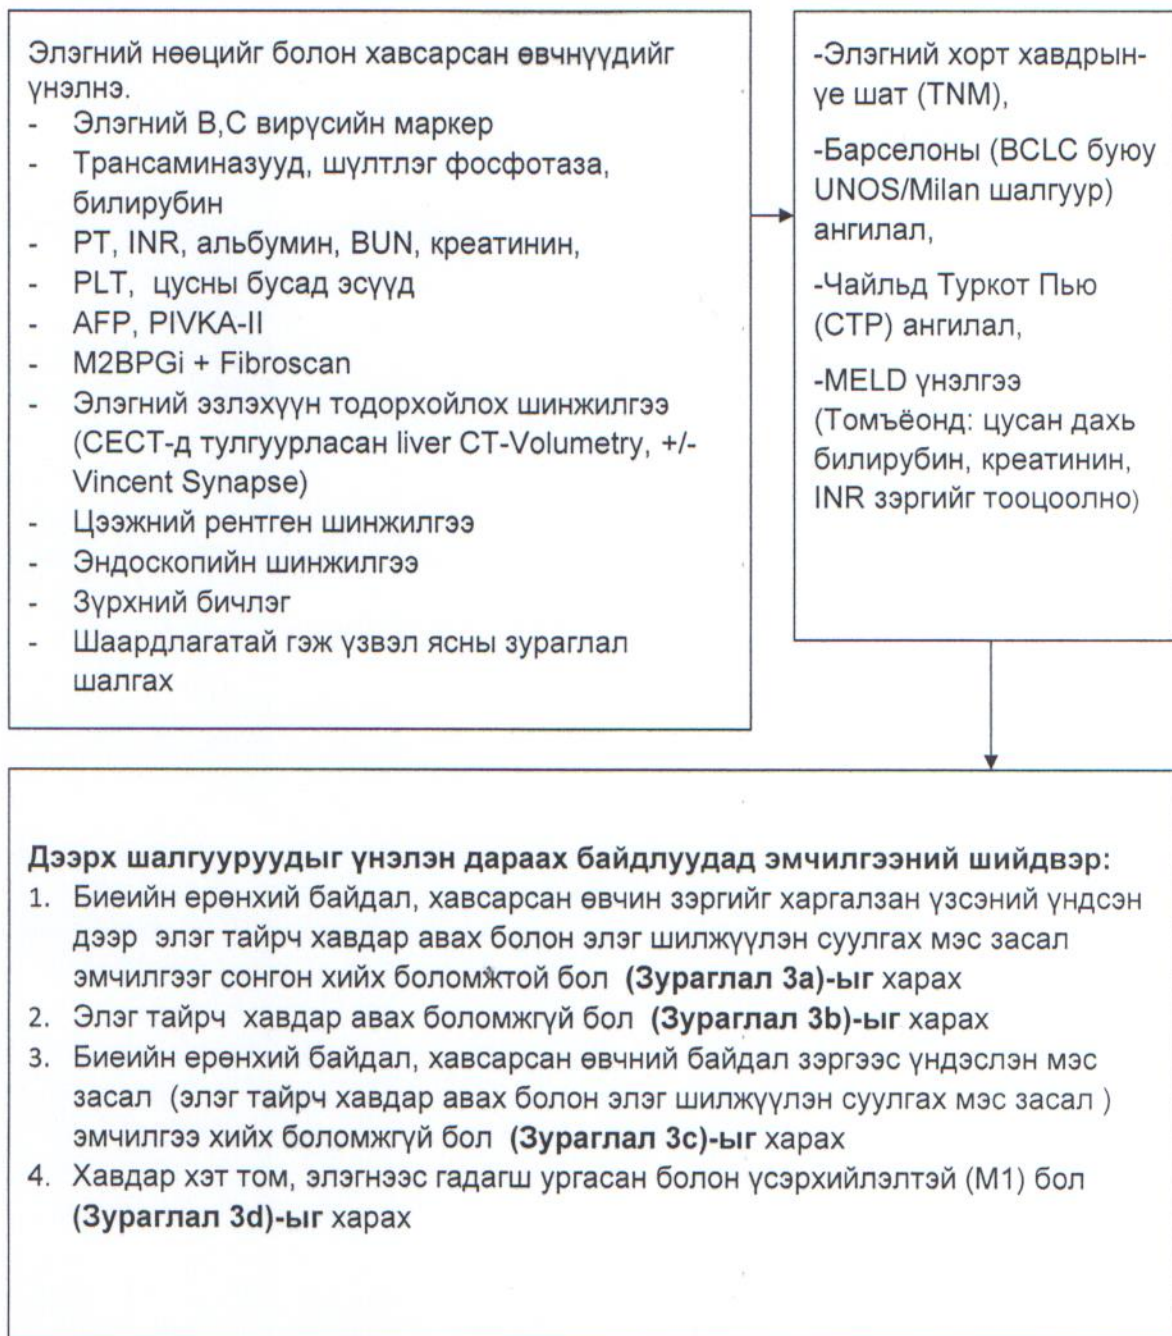 Элэгний нөөцийг болон хавсарсан өвчнүүдийг
үнэлнэ.
- Элэгний B,C вирүсийн маркер
- Трансаминазууд, шүлтлэг фосфотаза,
билирубин
- PT, INR, альбумин, BUN, креатинин,
- PLT, цусны бусад эсүүд
- AFP, PIVKA-II
- M2BPGi + Fibroscan
- Элэгний эзлэхүүн тодорхойлох шинжилгээ
(CECT-д тулгуурласан liver CT-Volumetry, +/-
Vincent Synapse)
- Цээжний рентген шинжилгээ
- Эндоскопийн шинжилгээ
- Зүрхний бичлэг
- Шаардлагатай гэж үзвэл ясны зураглал
шалгах
-Элэгний хорт хавдрын-
үе шат (TNM),
-Барселоны (BCLC буюу
UNOS/Milan шалгуур)
ангилал,
-Чайльд Туркот Пью
(CTP) ангилал,
-MELD үнэлгээ
(Томъёонд: цусан дахь
билирубин, креатинин,
INR зэргийг тооцоолно)
Дээрх шалгууруудыг үнэлэн дараах байдлуудад эмчилгээний шийдвэр:
1. Биеийн ерөнхий байдал, хавсарсан өвчин зэргийг харгалзан үзсэний үндсэн
дээр элэг тайрч хавдар авах болон элэг шилжүүлэн суулгах мэс засал
эмчилгээг сонгон хийх боломжтой бол (Зураглал 3a)-ыг харах
2. Элэг тайрч хавдар авах боломжгүй бол (Зураглал 3b)-ыг харах
3. Биеийн ерөнхий байдал, хавсарсан өвчний байдал зэргээс үндэслэн мэс
засал (элэг тайрч хавдар авах болон элэг шилжүүлэн суулгах мэс засал )
эмчилгээ хийх боломжгүй бол (Зураглал 3c)-ыг харах
4. Хавдар хэт том, элэгнээс гадагш ургасан болон үсэрхийлэлтэй (M1) бол
(Зураглал 3d)-ыг харах